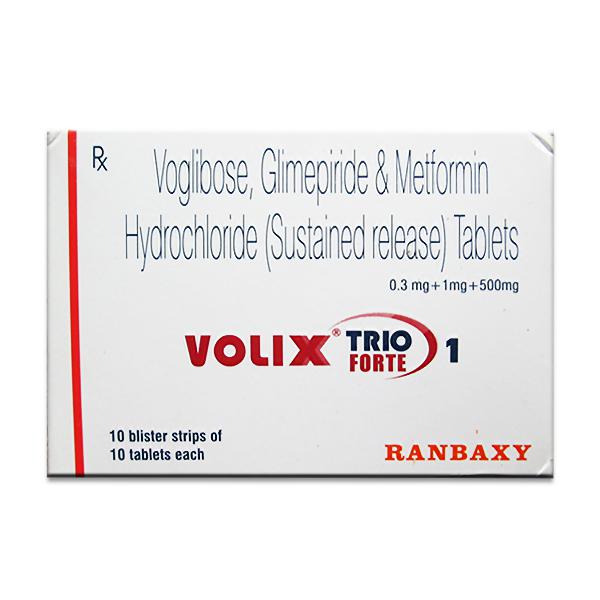 Rx
Voglibose, Glimepiride & Metformin
Hydrochloride (Sustained release) Tablets
0.3 mg+1mg+500mg
VOLIX® TRIO FORTE 1
10 blister strips of
10 tablets each
RANBAXY